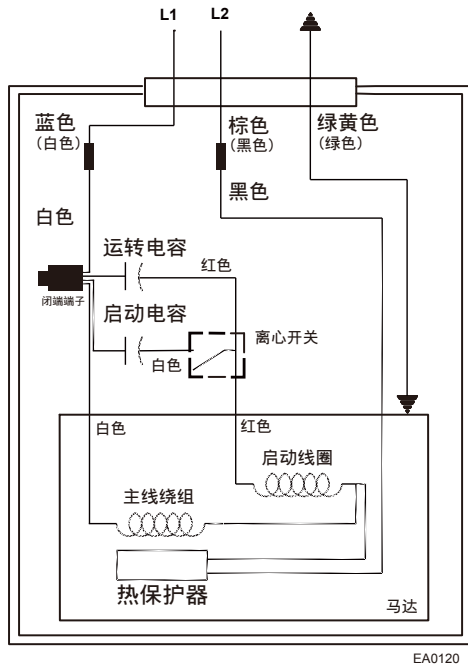 L1 L2
蓝色 棕色 绿黄色
（白色） （黑色） （绿色）
黑色
白色
运转电容
红色
闭端端子
启动电容
离心开关
白色
白色 红色
启动线圈
主线绕组
热保护器
马达
EA0120